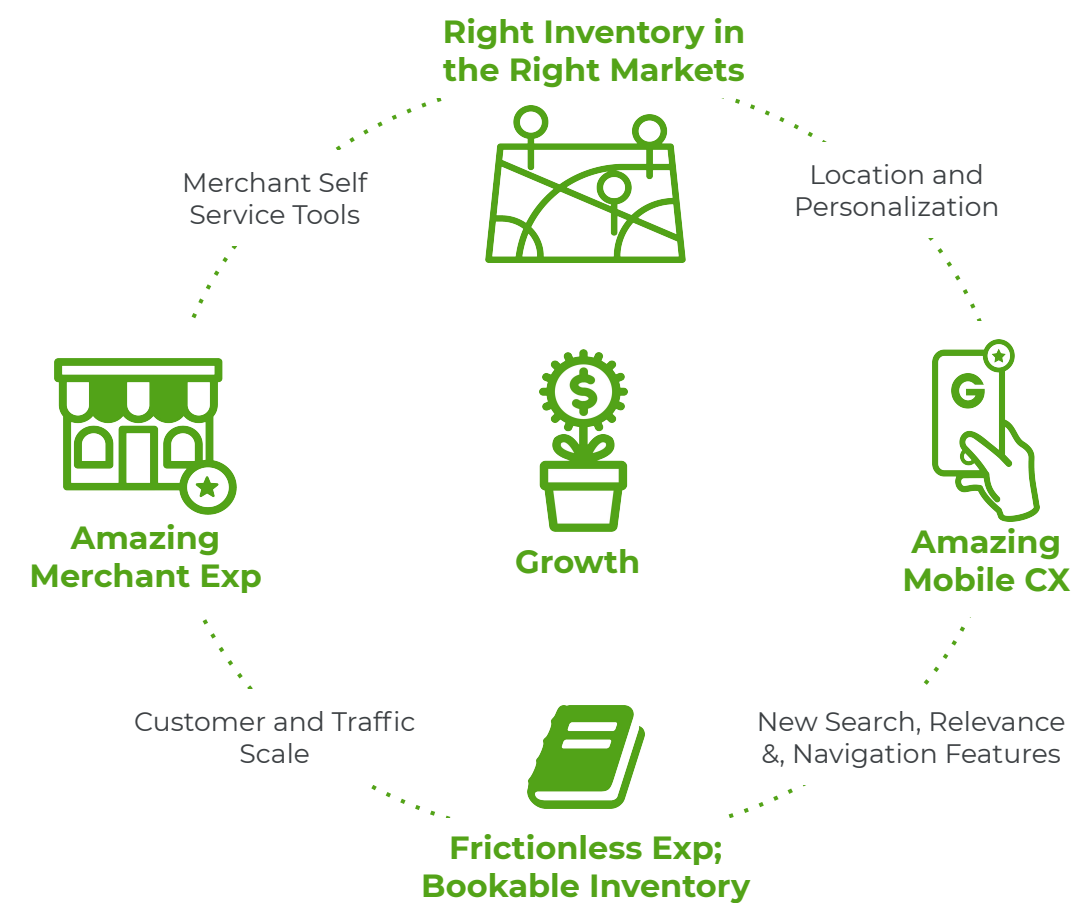 Right Inventory in
the Right Markets
Merchant Self
Service Tools
Location and
Personalization
$
G
Amazing
Merchant Exp
Growth
Amazing
Mobile CX
Customer and Traffic
Scale
New Search, Relevance
&, Navigation Features
Frictionless Exp;
Bookable Inventory